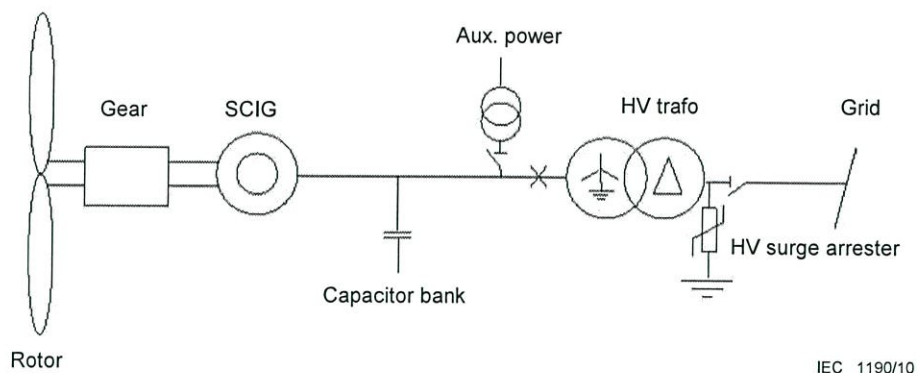 Aux. power
Gear
SCIG
HV trafo
Grid
HV surge arrester
Capacitor bank
Rotor
IEC 1190/10